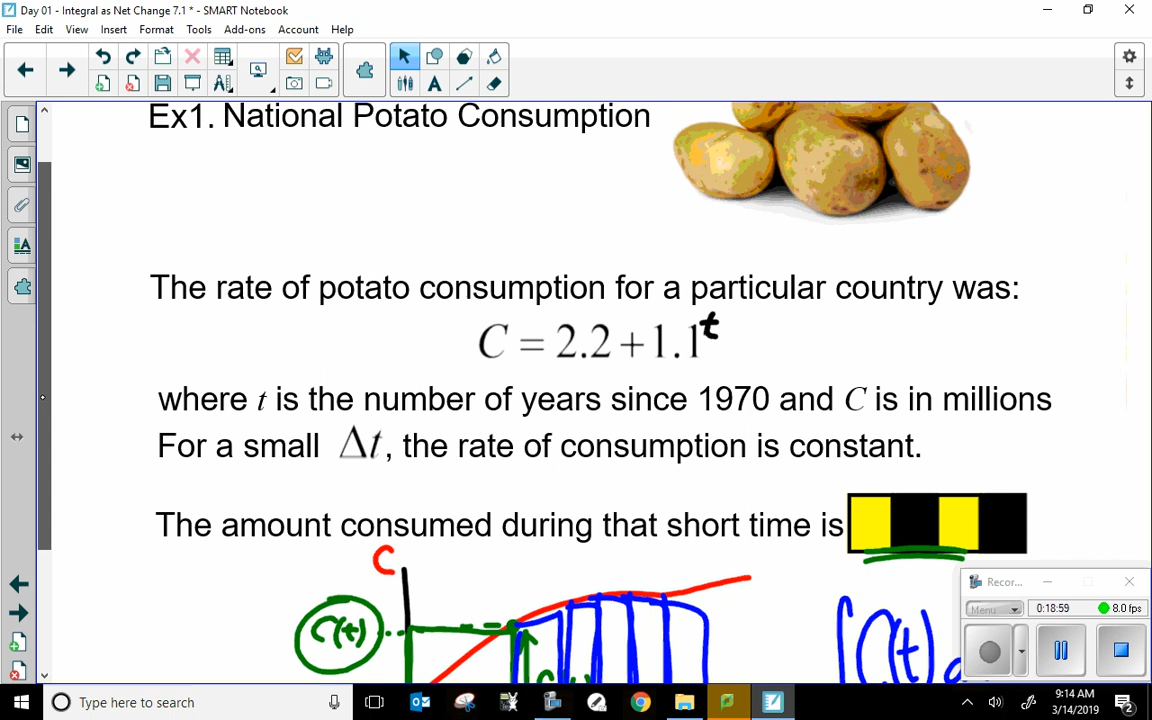 Day 01 - Integral as Net Change 7.1 * - SMART Notebook
File Edit View Insert Format Tools Add-ons Account Help
Ex1. National Potato Consumption
The rate of potato consumption for a particular country was:
C = 2.2 + 1.1^t
where t is the number of years since 1970 and C is in millions
For a small Δt, the rate of consumption is constant.
The amount consumed during that short time is
C
C(t)
∫C(t)
Recor...
Menu
0:18:59
8.0 fps
Type here to search
9:14 AM
3/14/2019
2